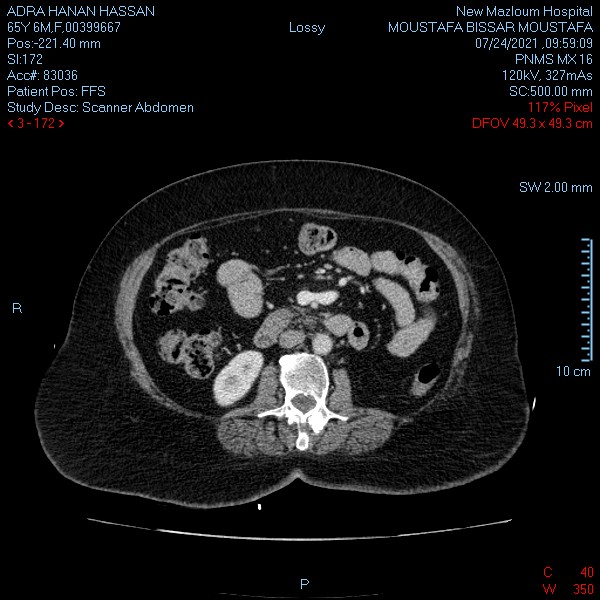 ADRA HANAN HASSAN
65Y 6M,F,00399667
Pos:-221.40 mm
SI:172
Acc#: 83036
Patient Pos: FFS
Study Desc: Scanner Abdomen
< 3 - 172 >
Lossy
New Mazloum Hospital
MOUSTAFA BISSAR MOUSTAFA
07/24/2021 ,09:59:09
PNMS MX 16
120kV, 327mAs
SC:500.00 mm
117% Pixel
DFOV 49.3 x 49.3 cm
SW 2.00 mm
R
10 cm
P
C 40
W 350